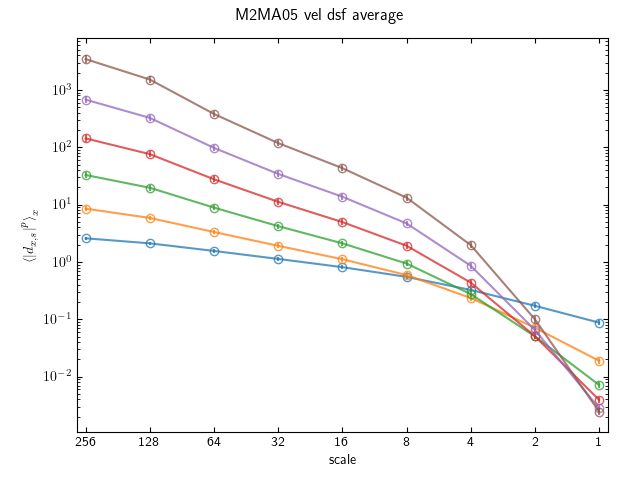 M2MA05 vel dsf average
10³
10²
10¹
10⁰
10⁻¹
10⁻²
⟨|d_{x,s}|^p⟩_x
256 128 64 32 16 8 4 2 1
scale